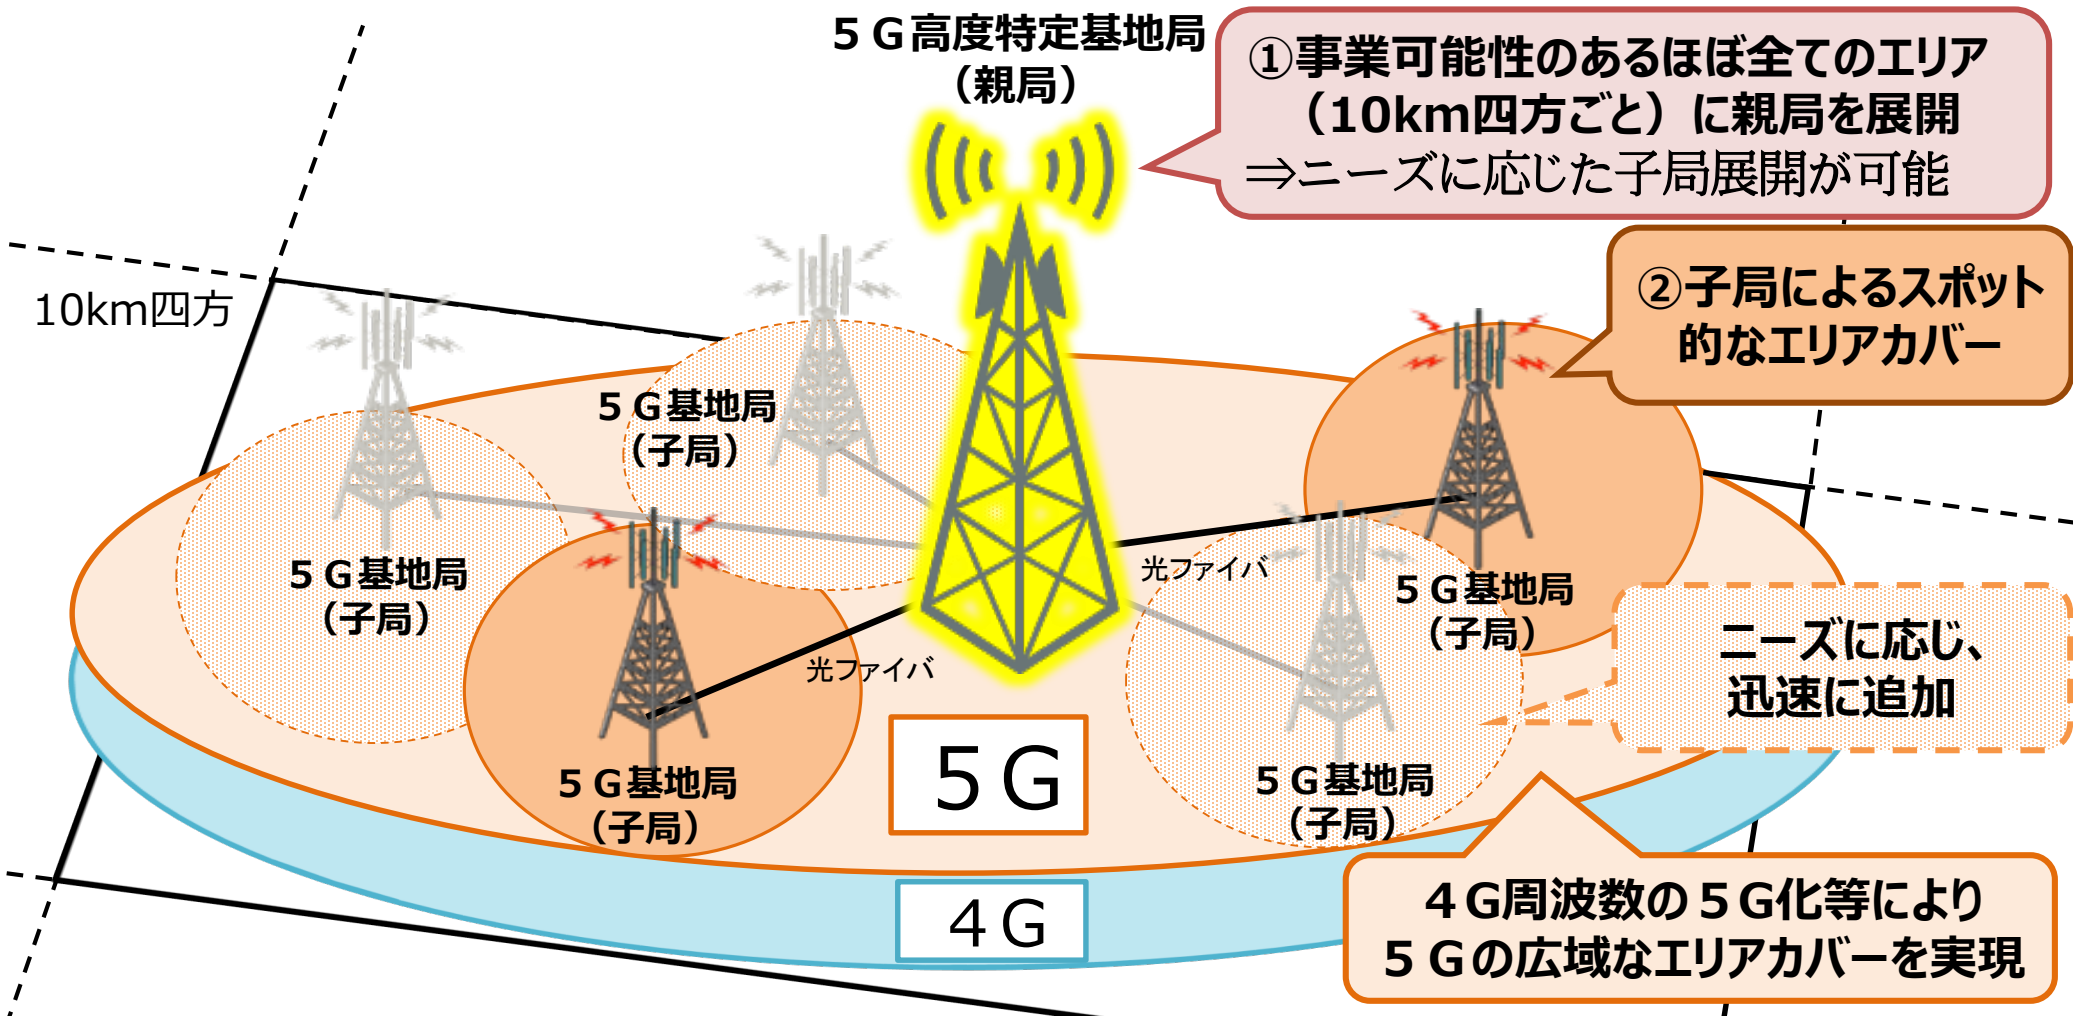 ５Ｇ高度特定基地局
（親局）
①事業可能性のあるほぼ全てのエリア
（10km四方ごと）に親局を展開
⇒ニーズに応じた子局展開が可能
②子局によるスポット
的なエリアカバー
10km四方
５Ｇ基地局
（子局）
５Ｇ基地局
（子局）
光ファイバ
５Ｇ基地局
（子局）
ニーズに応じ、
迅速に追加
光ファイバ
５Ｇ
５Ｇ基地局
（子局）
５Ｇ基地局
（子局）
４Ｇ
４Ｇ周波数の５Ｇ化等により
５Ｇの広域なエリアカバーを実現